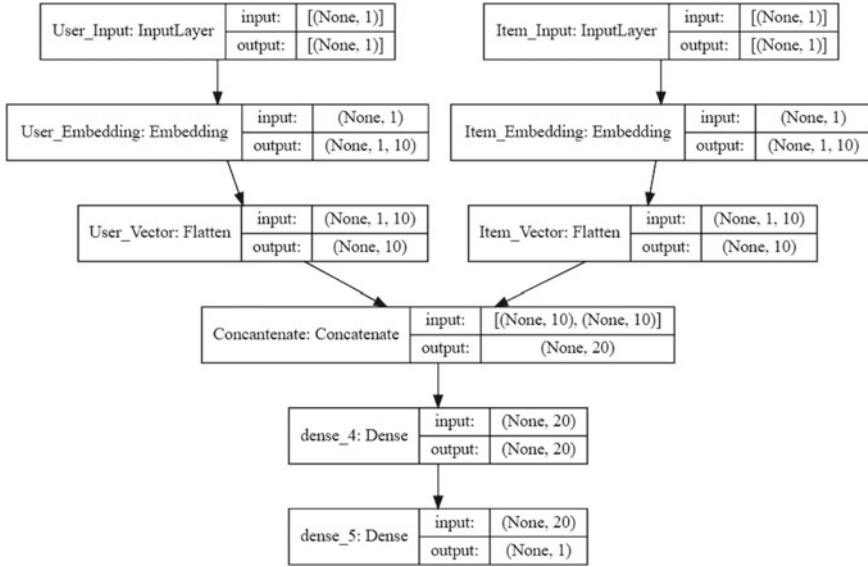 User_Input: InputLayer input: [(None, 1)] output: [(None, 1)]
Item_Input: InputLayer input: [(None, 1)] output: [(None, 1)]
User_Embedding: Embedding input: (None, 1) output: (None, 1, 10)
Item_Embedding: Embedding input: (None, 1) output: (None, 1, 10)
User_Vector: Flatten input: (None, 1, 10) output: (None, 10)
Item_Vector: Flatten input: (None, 1, 10) output: (None, 10)
Concantenate: Concatenate input: [(None, 10), (None, 10)] output: (None, 20)
dense_4: Dense input: (None, 20) output: (None, 20)
dense_5: Dense input: (None, 20) output: (None, 1)